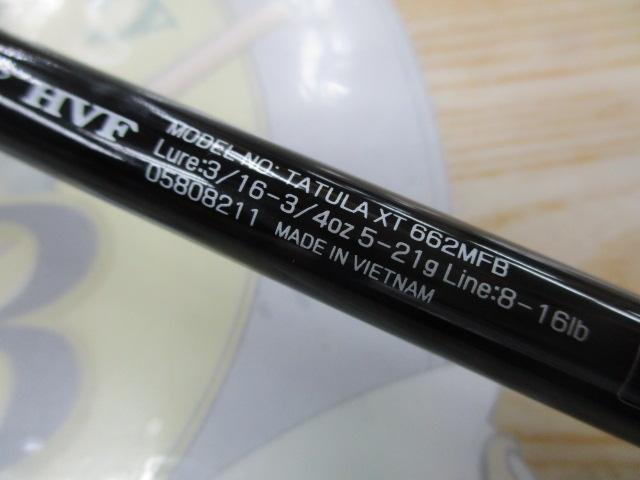 HVF
MODEL NO: TATULA XT 662MFB
Lure:3/16-3/4oz 5-21g Line:8-16lb
05808211 MADE IN VIETNAM